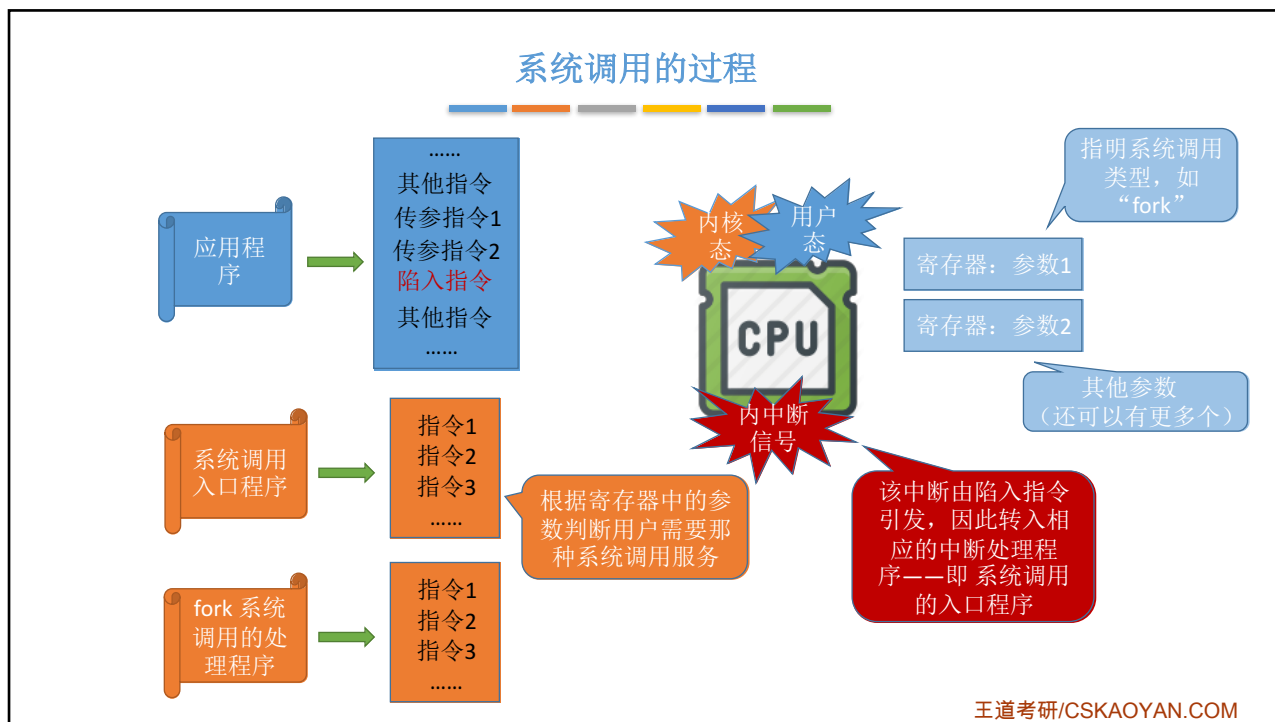 系统调用的过程
应用程
序
……
其他指令
传参指令1
传参指令2
陷入指令
其他指令
……
内核
态
用户
态
CPU
内中断
信号
指明系统调用
类型，如
“fork”
寄存器：参数1
寄存器：参数2
其他参数
（还可以有更多个）
系统调用
入口程序
指令1
指令2
指令3
……
根据寄存器中的参
数判断用户需要那
种系统调用服务
该中断由陷入指令
引发，因此转入相
应的中断处理程
序——即 系统调用
的入口程序
fork 系统
调用的处
理程序
指令1
指令2
指令3
……
王道考研/CSKAOYAN.COM